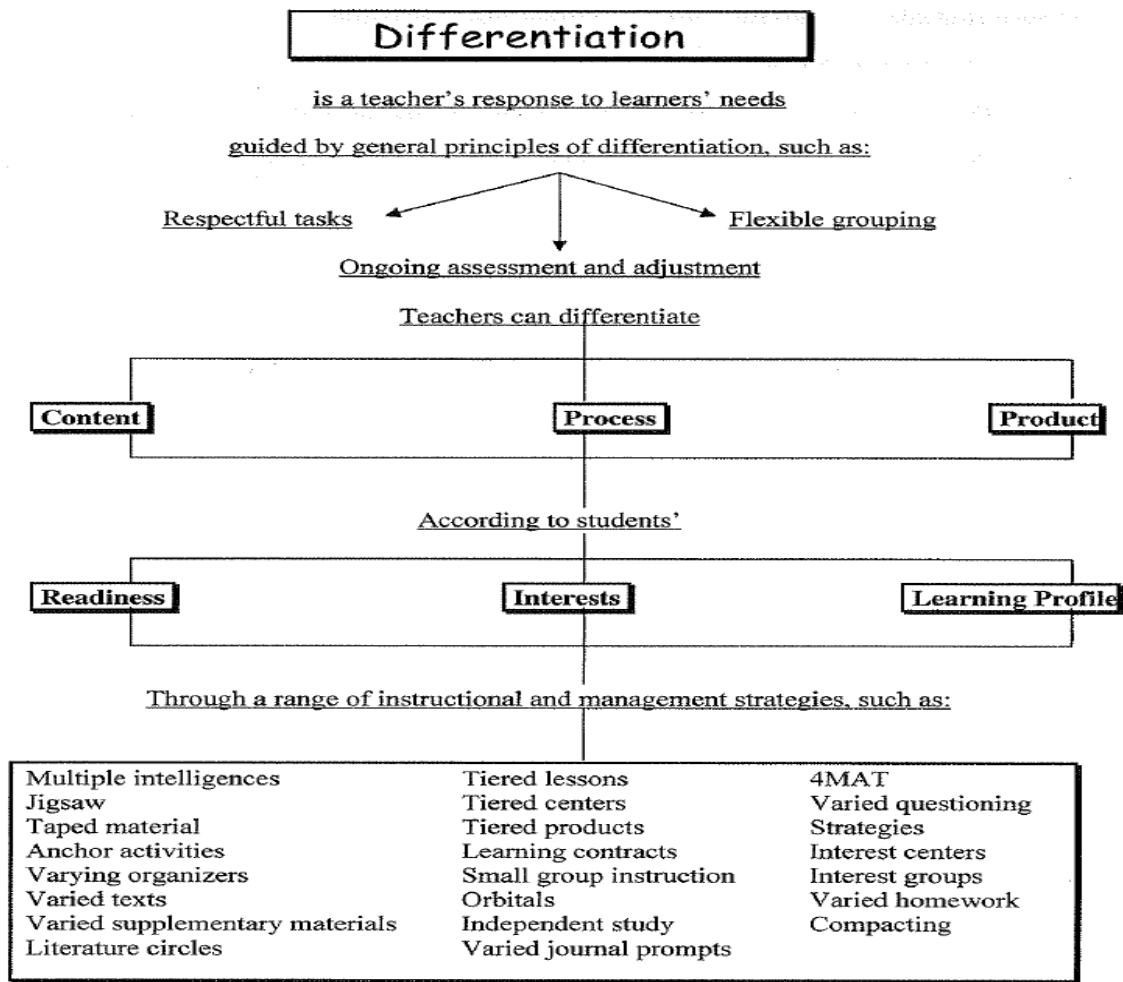 Differentiation
is a teacher's response to learners' needs
guided by general principles of differentiation, such as:
Respectful tasks
Flexible grouping
Ongoing assessment and adjustment
Teachers can differentiate
Content
Process
Product
According to students'
Readiness
Interests
Learning Profile
Through a range of instructional and management strategies, such as:
Multiple intelligences
Jigsaw
Taped material
Anchor activities
Varying organizers
Varied texts
Varied supplementary materials
Literature circles
Tiered lessons
Tiered centers
Tiered products
Learning contracts
Small group instruction
Orbitals
Independent study
Varied journal prompts
4MAT
Varied questioning
Strategies
Interest centers
Interest groups
Varied homework
Compacting